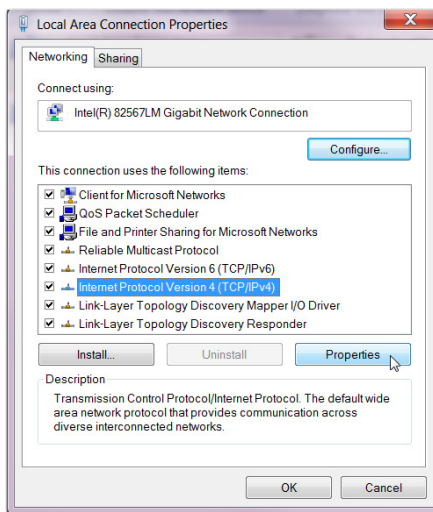 Local Area Connection Properties
Networking Sharing
Connect using:
Intel(R) 82567LM Gigabit Network Connection
Configure...
This connection uses the following items:
Client for Microsoft Networks
QoS Packet Scheduler
File and Printer Sharing for Microsoft Networks
Reliable Multicast Protocol
Internet Protocol Version 6 (TCP/IPv6)
Internet Protocol Version 4 (TCP/IPv4)
Link-Layer Topology Discovery Mapper I/O Driver
Link-Layer Topology Discovery Responder
Install... Uninstall Properties
Description
Transmission Control Protocol/Internet Protocol. The default wide
area network protocol that provides communication across
diverse interconnected networks.
OK Cancel